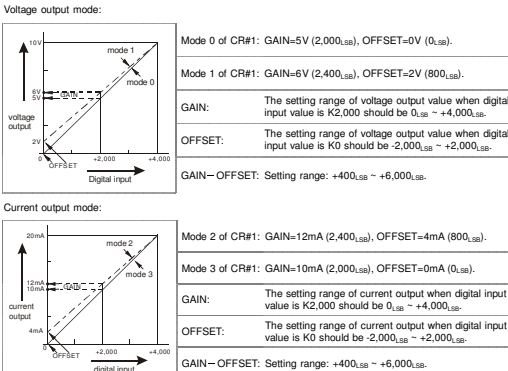 Voltage output mode:
10V
mode 1
mode 0
6V
5V
GAIN
voltage
output
2V
0
OFFSET
+2,000
+4,000
Digital input
Mode 0 of CR#1: GAIN=5V (2,000LSB), OFFSET=0V (0LSB).
Mode 1 of CR#1: GAIN=6V (2,400LSB), OFFSET=2V (800LSB).
GAIN: The setting range of voltage output value when digital
input value is K2,000 should be 0LSB ~ +4,000LSB.
OFFSET: The setting range of voltage output value when digital
input value is K0 should be -2,000LSB ~ +2,000LSB.
GAIN－OFFSET: Setting range: +400LSB ~ +6,000LSB.
Current output mode:
20mA
mode 2
mode 3
12mA
10mA
GAIN
current
output
4mA
0
OFFSET
+2,000
+4,000
digital input
Mode 2 of CR#1: GAIN=12mA (2,400LSB), OFFSET=4mA (800LSB).
Mode 3 of CR#1: GAIN=10mA (2,000LSB), OFFSET=0mA (0LSB).
GAIN: The setting range of current output when digital input
value is K2,000 should be 0LSB ~ +4,000LSB.
OFFSET: The setting range of current output when digital input
value is K0 should be -2,000LSB ~ +2,000LSB.
GAIN－OFFSET: Setting range: +400LSB ~ +6,000LSB.